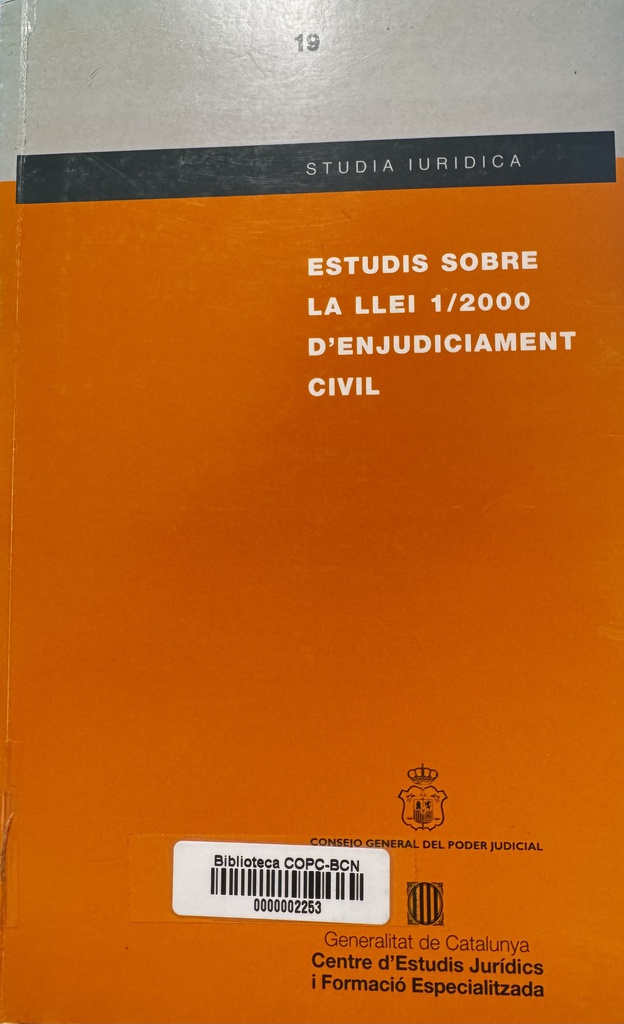 19
STUDIA IURIDICA
ESTUDIS SOBRE
LA LLEI 1/2000
D'ENJUDICIAMENT
CIVIL
CONSEJO GENERAL DEL PODER JUDICIAL
Biblioteca COPC-BCN
0000002253
Generalitat de Catalunya
Centre d'Estudis Jurídics
i Formació Especialitzada